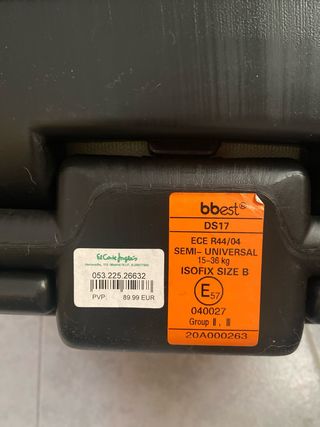 El Corte Inglés
053.225.26632
PVP: 89.99 EUR
bbest®
DS17
ECE R44/04
SEMI- UNIVERSAL
15-36 kg
ISOFIX SIZE B
E57
040027
Group Ⅱ, Ⅲ
20A000263